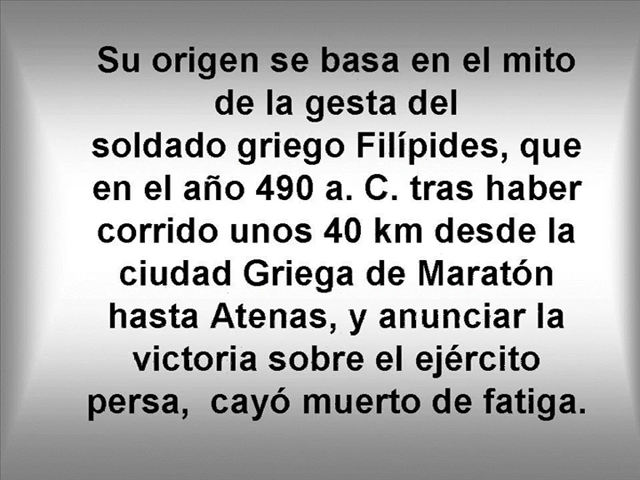 Su origen se basa en el mito
de la gesta del
soldado griego Filípides, que
en el año 490 a. C. tras haber
corrido unos 40 km desde la
ciudad Griega de Maratón
hasta Atenas, y anunciar la
victoria sobre el ejército
persa,  cayó muerto de fatiga.